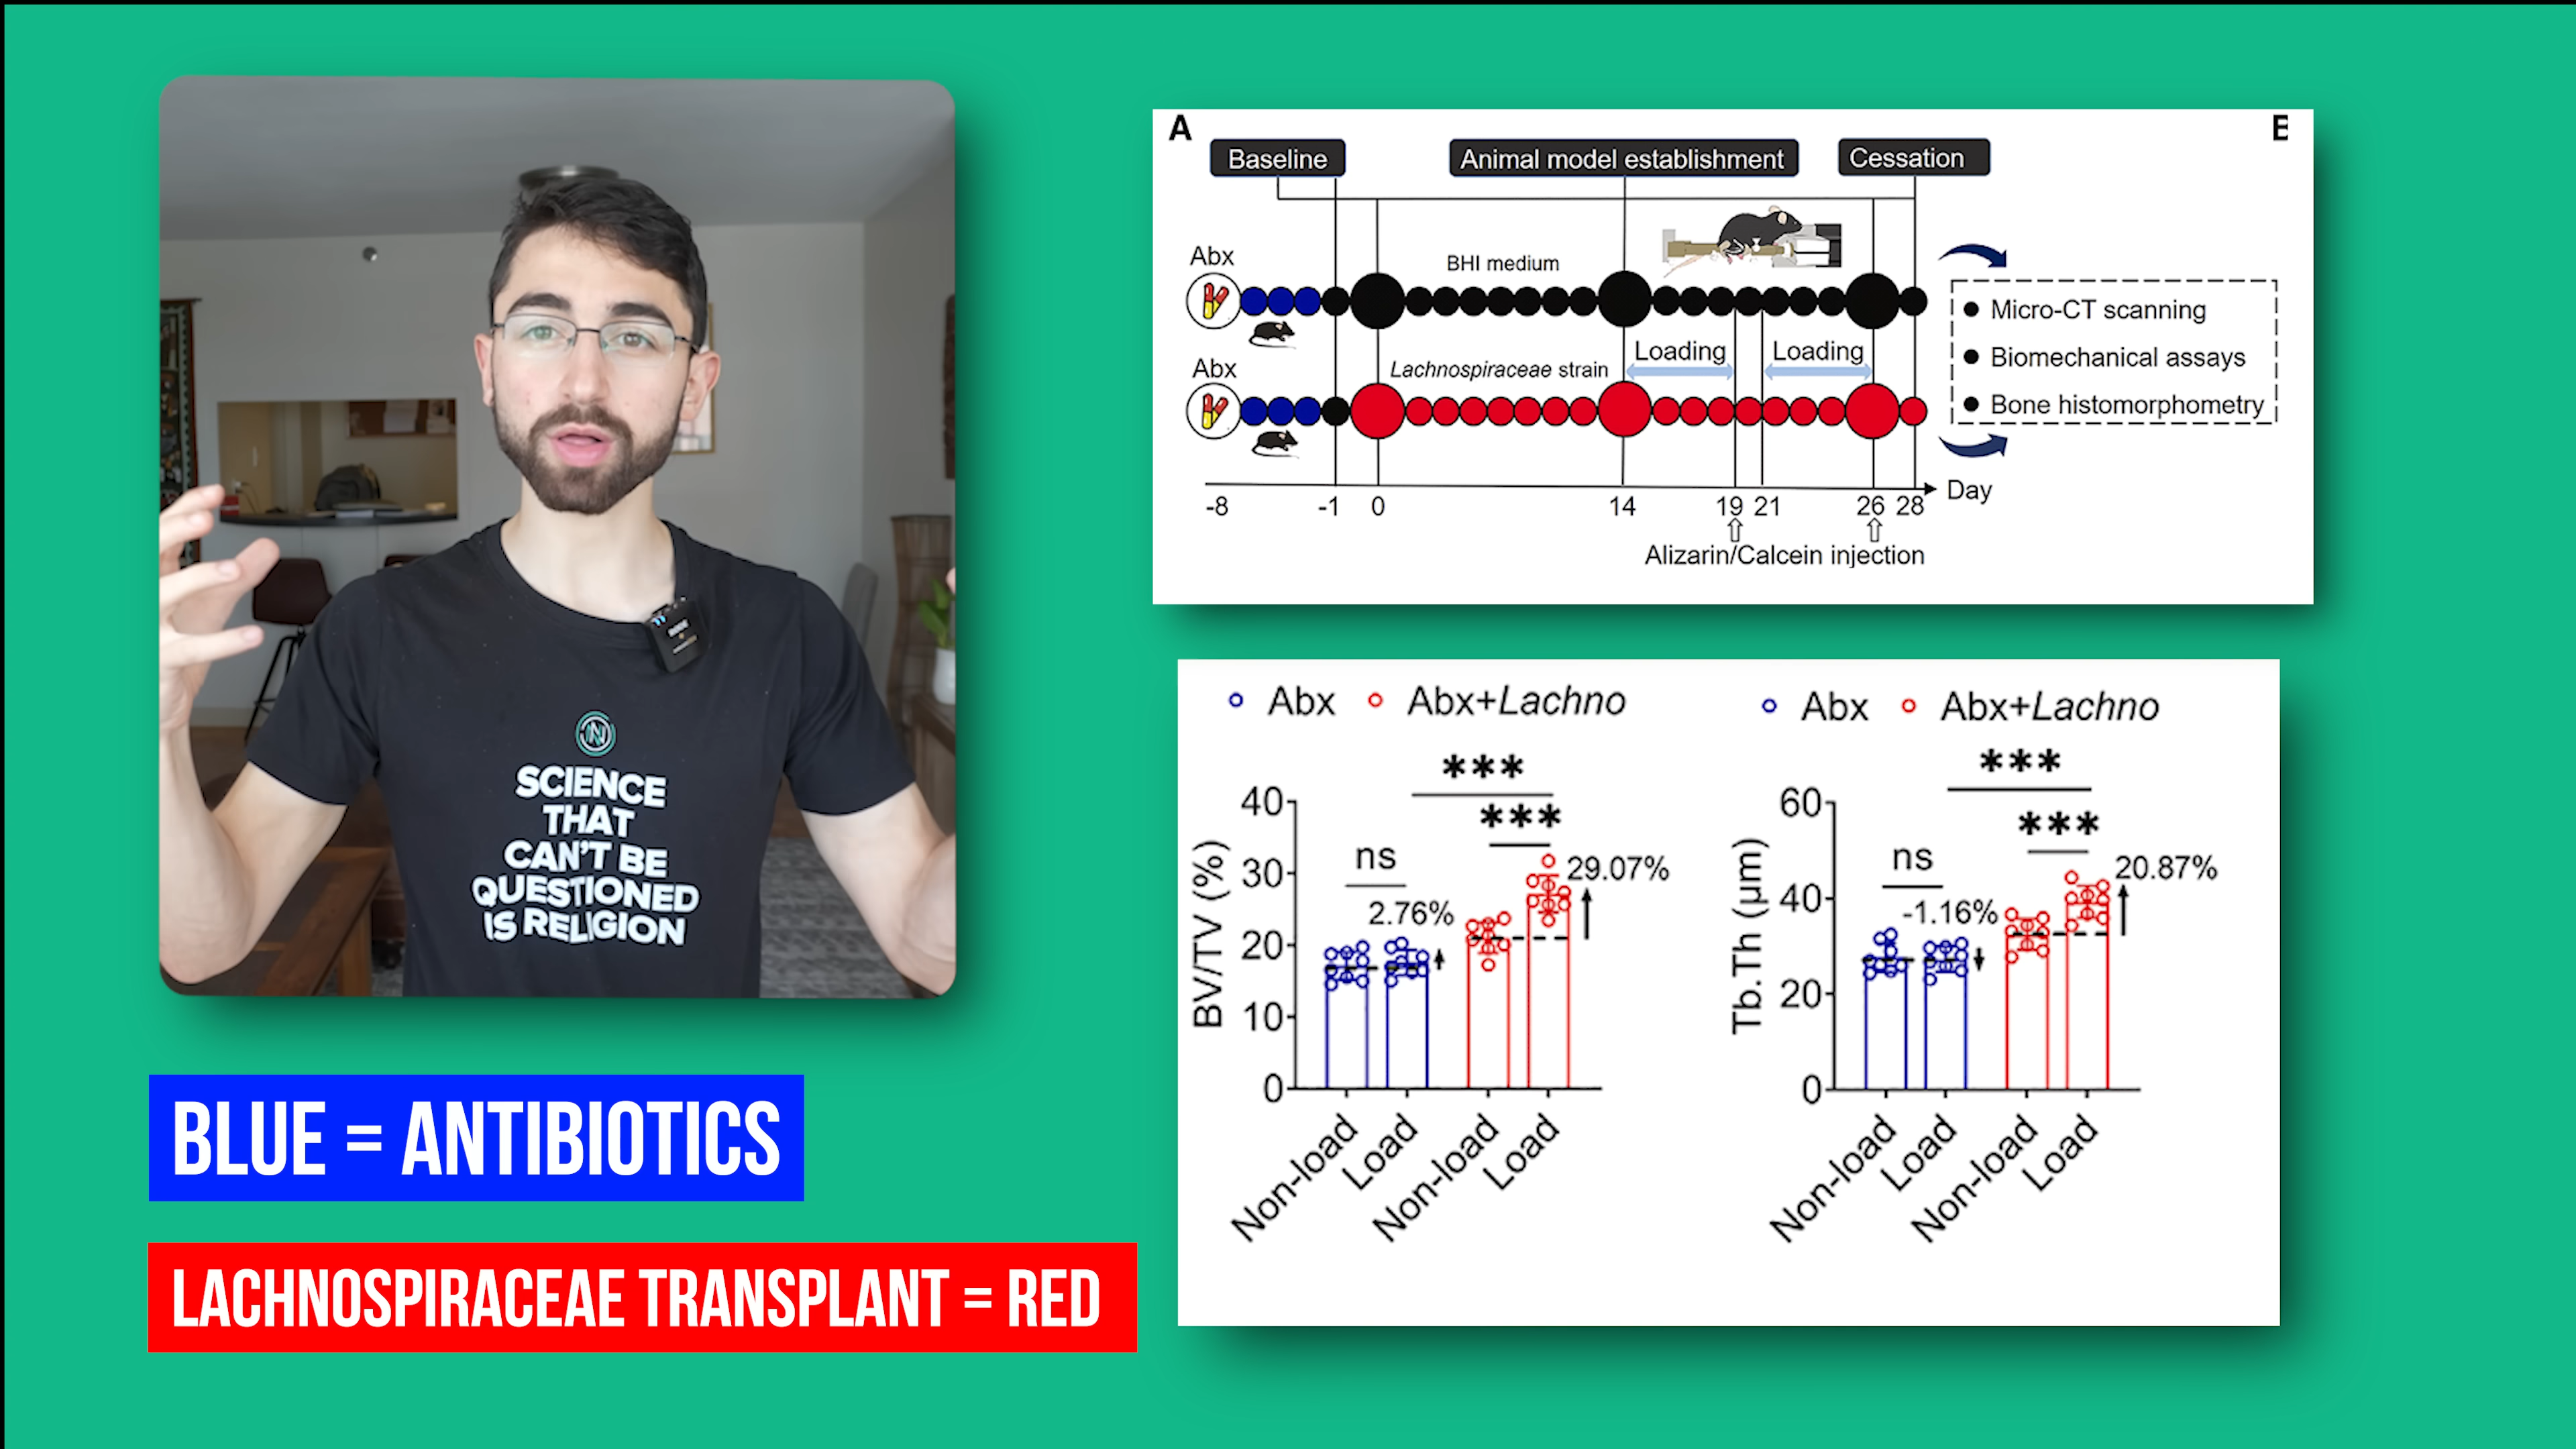 SCIENCE
THAT
CAN'T BE
QUESTIONED
IS RELIGION
BLUE = ANTIBIOTICS
LACHNOSPIRACEAE TRANSPLANT = RED
A
E
Baseline
Animal model establishment
Cessation
Abx
BHI medium
Abx
Lachnospiraceae strain
Loading
Loading
Micro-CT scanning
Biomechanical assays
Bone histomorphometry
-8 -1 0 14 19 21 26 28 Day
Alizarin/Calcein injection
Abx Abx+Lachno
***
***
ns
29.07%
2.76%
BV/TV (%)
40
30
20
10
0
Non-load Load Non-load Load
Abx Abx+Lachno
***
***
ns
20.87%
-1.16%
Tb.Th (µm)
60
40
20
0
Non-load Load Non-load Load